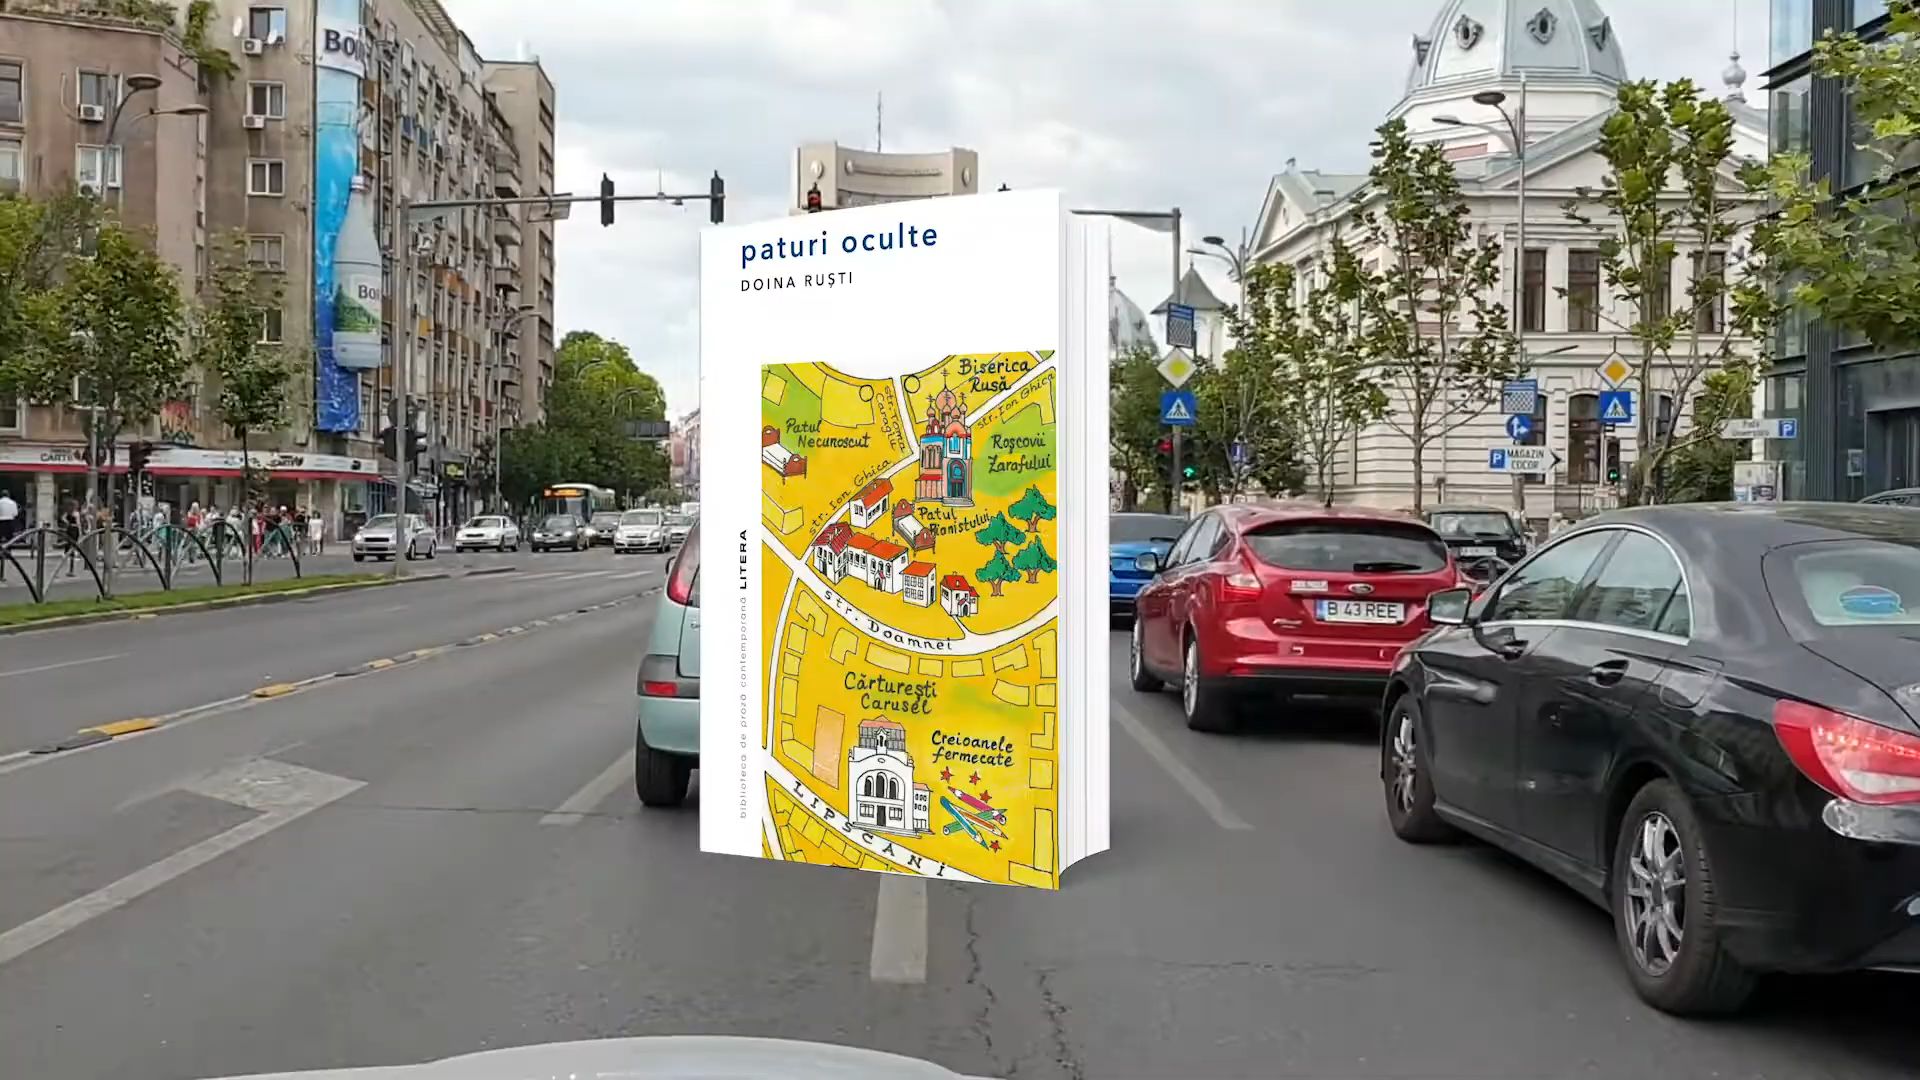 paturi oculte
DOINA RUȘTI
Biserica
Rusă
str. Ion Ghica
Patul
Necunoscut
Roșcovii
Zarafului
str. Ion Ghica
Patul
Pianistului
str. Doamnei
Cărturești
Carusel
Creioanele
fermecate
LIPSCANI
biblioteca de proză contemporană LITERA
B 43 REE
MAGAZIN
COCOR
P
P
CARTE